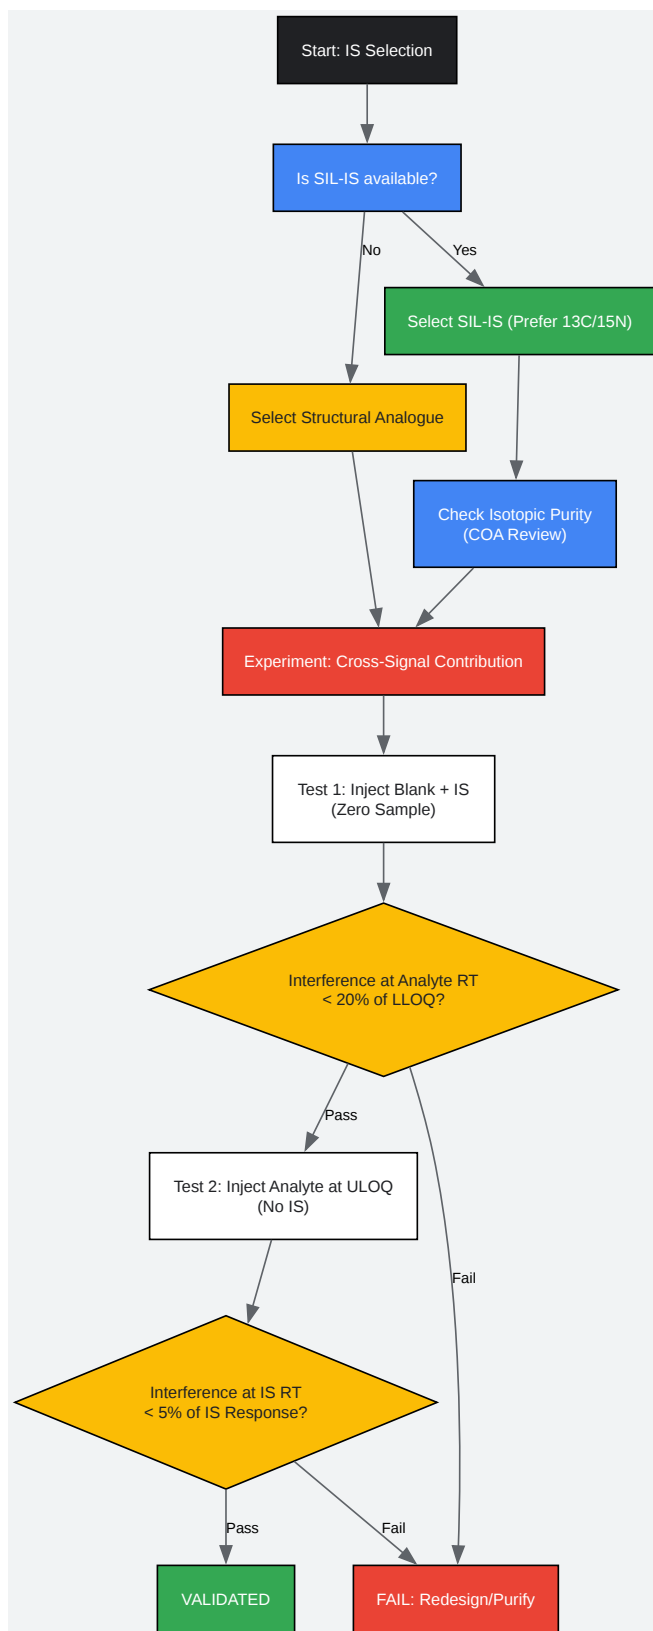 Start: IS Selection
Is SIL-IS available?
No
Yes
Select SIL-IS (Prefer 13C/15N)
Select Structural Analogue
Check Isotopic Purity
(COA Review)
Experiment: Cross-Signal Contribution
Test 1: Inject Blank + IS
(Zero Sample)
Interference at Analyte RT
< 20% of LLOQ?
Pass
Test 2: Inject Analyte at ULOQ
(No IS)
Fail
Interference at IS RT
< 5% of IS Response?
Pass
Fail
VALIDATED
FAIL: Redesign/Purify